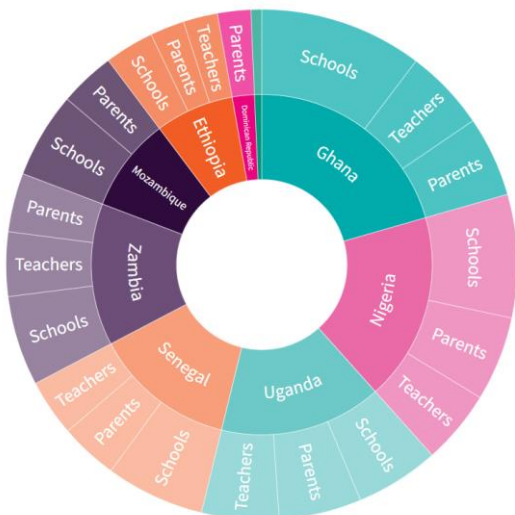 Ghana
Schools
Teachers
Parents
Nigeria
Schools
Parents
Teachers
Uganda
Schools
Parents
Teachers
Senegal
Schools
Parents
Teachers
Zambia
Schools
Teachers
Parents
Mozambique
Schools
Parents
Ethiopia
Schools
Parents
Teachers
Dominican Republic
Parents